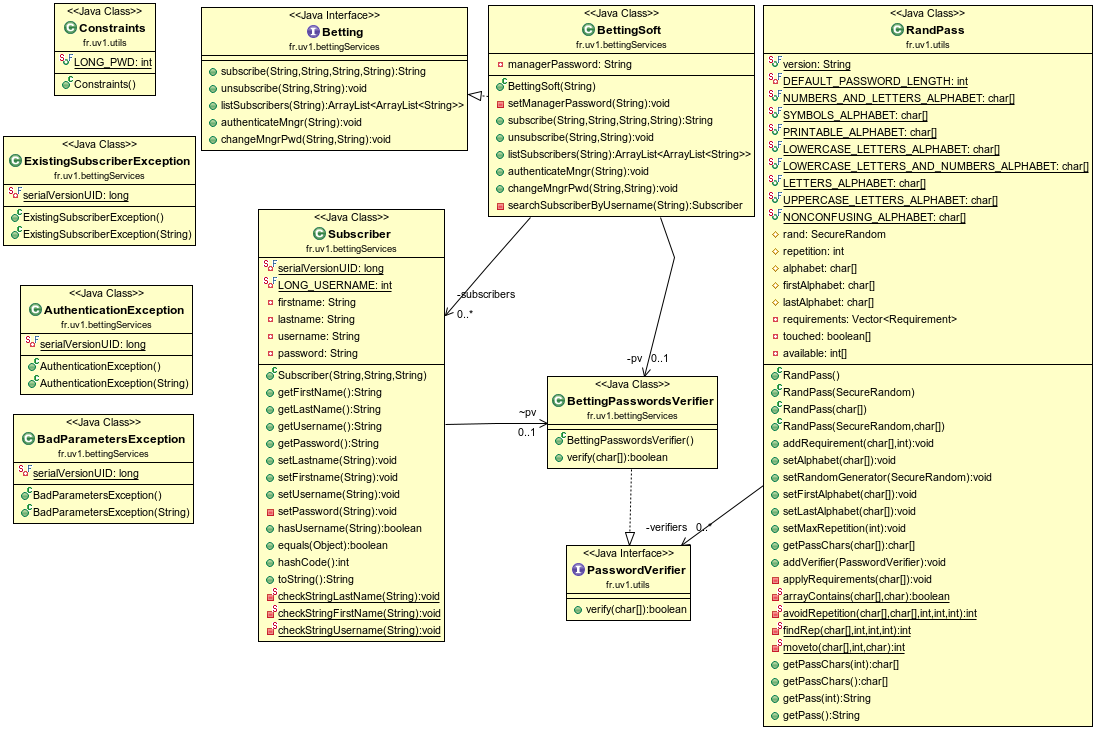 <<Java Class>>
Constraints
fr.uv1.utils
LONG_PWD: int
Constraints()
<<Java Interface>>
Betting
fr.uv1.bettingServices
subscribe(String,String,String,String):String
unsubscribe(String,String):void
listSubscribers(String):ArrayList<ArrayList<String>>
authenticateMngr(String):void
changeMngrPwd(String,String):void
<<Java Class>>
BettingSoft
fr.uv1.bettingServices
managerPassword: String
BettingSoft(String)
setManagerPassword(String):void
subscribe(String,String,String,String):String
unsubscribe(String,String):void
listSubscribers(String):ArrayList<ArrayList<String>>
authenticateMngr(String):void
changeMngrPwd(String,String):void
searchSubscriberByUsername(String):Subscriber
<<Java Class>>
RandPass
fr.uv1.utils
version: String
DEFAULT_PASSWORD_LENGTH: int
NUMBERS_AND_LETTERS_ALPHABET: char[]
SYMBOLS_ALPHABET: char[]
PRINTABLE_ALPHABET: char[]
LOWERCASE_LETTERS_ALPHABET: char[]
LOWERCASE_LETTERS_AND_NUMBERS_ALPHABET: char[]
LETTERS_ALPHABET: char[]
UPPERCASE_LETTERS_ALPHABET: char[]
NONCONFUSING_ALPHABET: char[]
rand: SecureRandom
repetition: int
alphabet: char[]
firstAlphabet: char[]
lastAlphabet: char[]
requirements: Vector<Requirement>
touched: boolean[]
available: int[]
RandPass()
RandPass(SecureRandom)
RandPass(char[])
RandPass(SecureRandom,char[])
addRequirement(char[],int):void
setAlphabet(char[]):void
setRandomGenerator(SecureRandom):void
setFirstAlphabet(char[]):void
setLastAlphabet(char[]):void
setMaxRepetition(int):void
getPassChars(char[]):char[]
addVerifier(PasswordVerifier):void
applyRequirements(char[]):void
arrayContains(char[],char):boolean
avoidRepetition(char[],char[],int,int,int):int
findRep(char[],int,int,int):int
moveto(char[],int,char):int
getPassChars(int):char[]
getPassChars():char[]
getPass(int):String
getPass():String
<<Java Class>>
ExistingSubscriberException
fr.uv1.bettingServices
serialVersionUID: long
ExistingSubscriberException()
ExistingSubscriberException(String)
<<Java Class>>
Subscriber
fr.uv1.bettingServices
serialVersionUID: long
LONG_USERNAME: int
firstname: String
lastname: String
username: String
password: String
Subscriber(String,String,String)
getFirstName():String
getLastName():String
getUsername():String
getPassword():String
setLastname(String):void
setFirstname(String):void
setUsername(String):void
setPassword(String):void
hasUsername(String):boolean
equals(Object):boolean
hashCode():int
toString():String
checkStringLastName(String):void
checkStringFirstName(String):void
checkStringUsername(String):void
<<Java Class>>
AuthenticationException
fr.uv1.bettingServices
serialVersionUID: long
AuthenticationException()
AuthenticationException(String)
<<Java Class>>
BadParametersException
fr.uv1.bettingServices
serialVersionUID: long
BadParametersException()
BadParametersException(String)
-subscribers
0..*
-pv 0..1
~pv
0..1
<<Java Class>>
BettingPasswordsVerifier
fr.uv1.bettingServices
BettingPasswordsVerifier()
verify(char[]):boolean
-verifiers 0..*
<<Java Interface>>
PasswordVerifier
fr.uv1.utils
verify(char[]):boolean